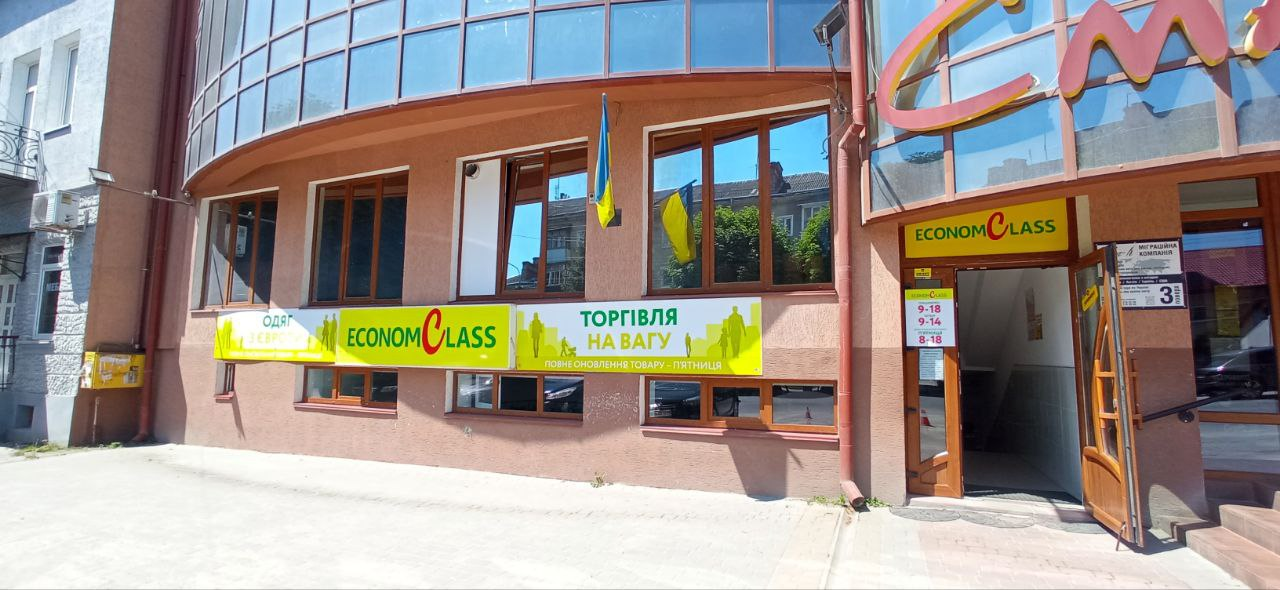 См
ОДЯГ
З ЄВРОПИ
ECONOMCLASS
ТОРГІВЛЯ
НА ВАГУ
ПОВНЕ ОНОВЛЕННЯ ТОВАРУ – П'ЯТНИЦЯ
ECONOMCLASS
ECONOMCLASS
9-18
9-14
П'ЯТНИЦЯ
8-18
МІГРАЦІЙНА
КОМПАНІЯ
3